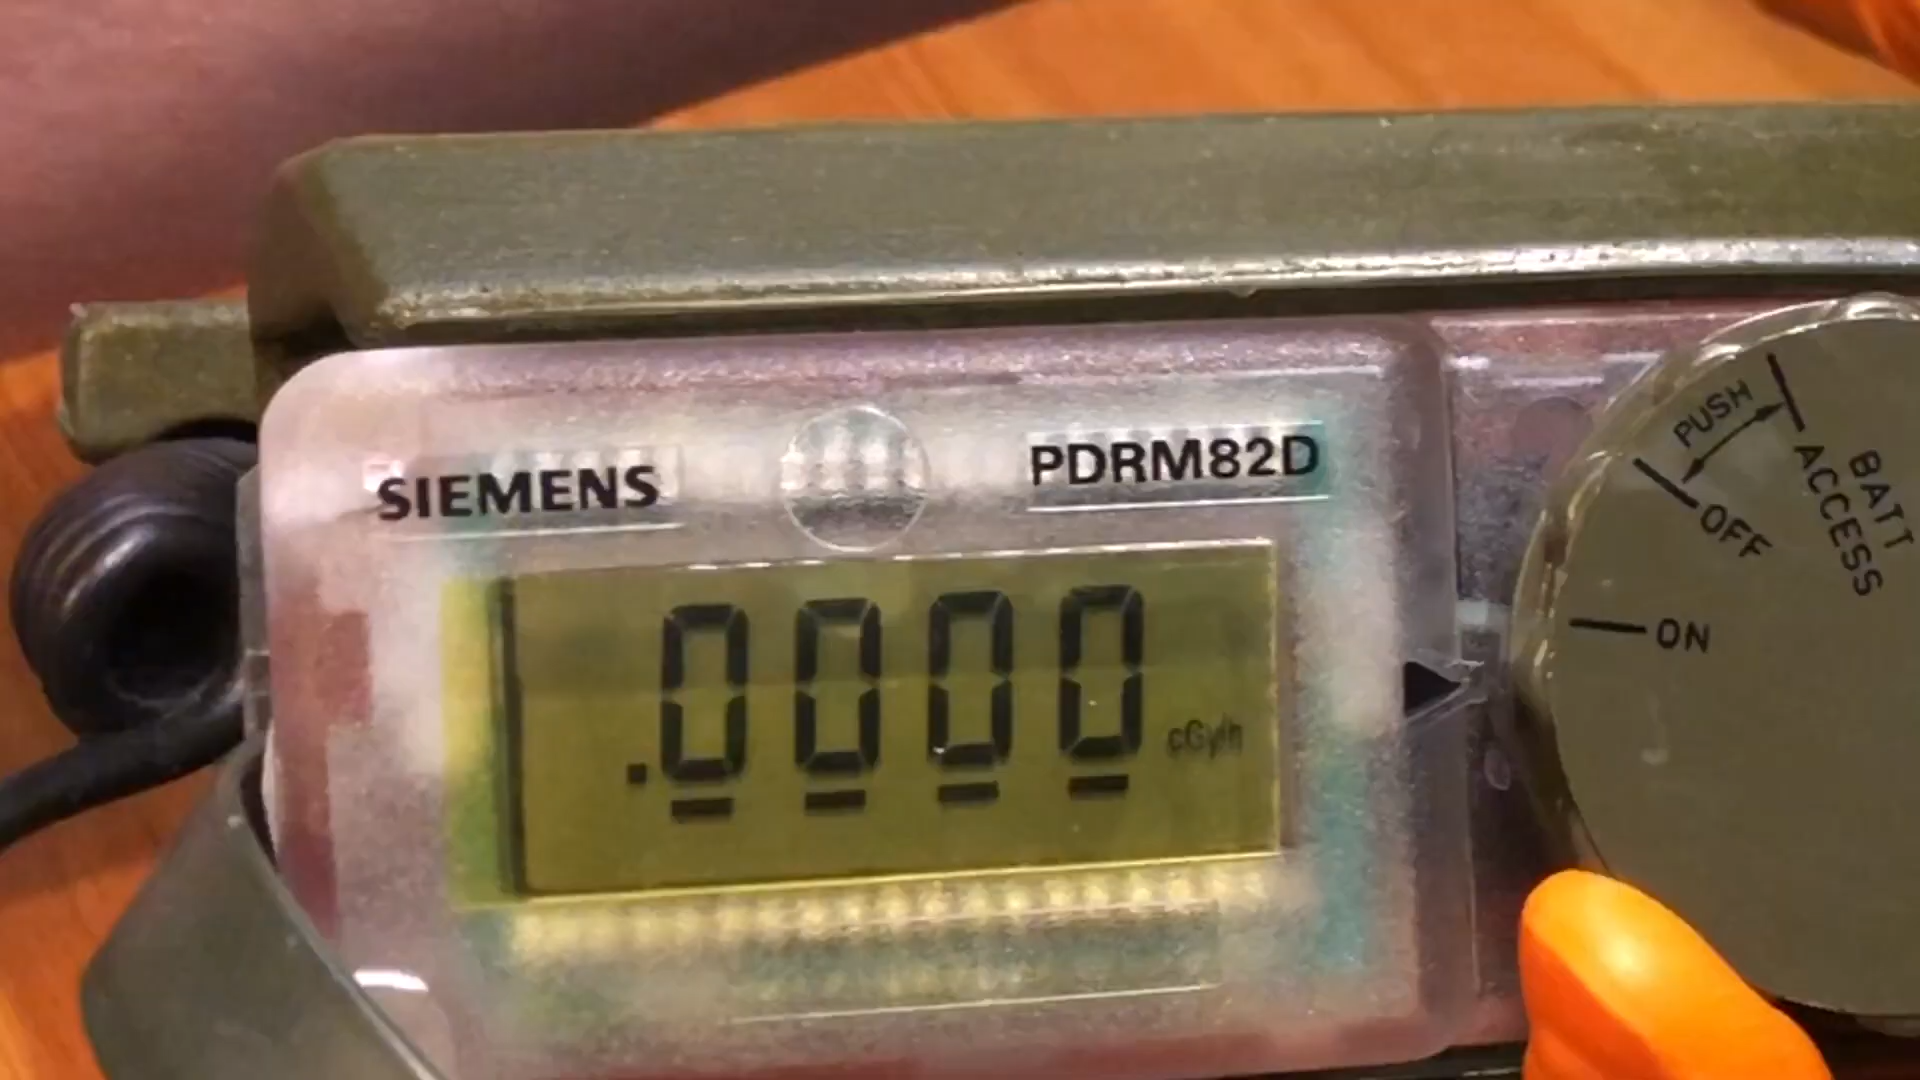 SIEMENS
PDRM82D
.0000 cGy/h
PUSH
OFF
BATT
ACCESS
ON